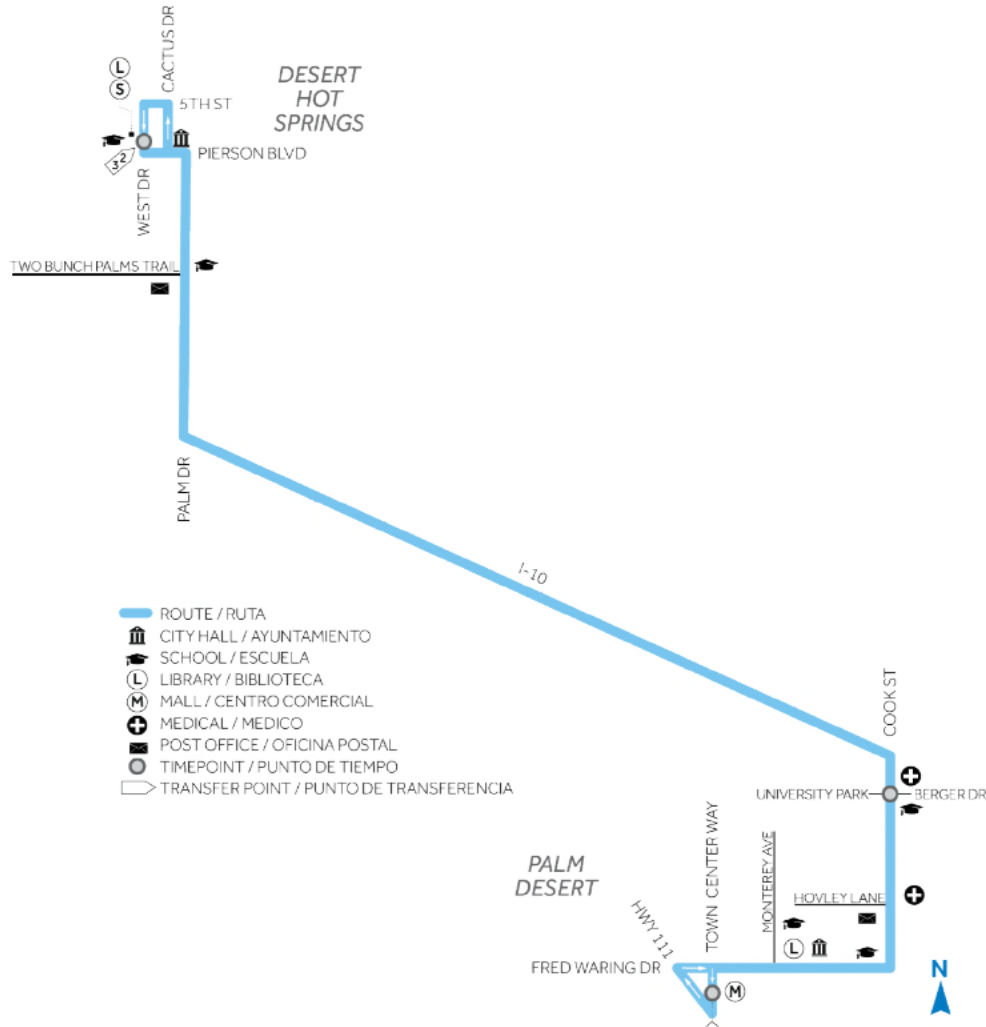 CACTUS DR
L
S
5TH ST
DESERT
HOT
SPRINGS
PIERSON BLVD
32
WEST DR
TWO BUNCH PALMS TRAIL
PALM DR
I-10
ROUTE / RUTA
CITY HALL / AYUNTAMIENTO
SCHOOL / ESCUELA
L LIBRARY / BIBLIOTECA
M MALL / CENTRO COMERCIAL
MEDICAL / MEDICO
POST OFFICE / OFICINA POSTAL
TIMEPOINT / PUNTO DE TIEMPO
TRANSFER POINT / PUNTO DE TRANSFERENCIA
COOK ST
UNIVERSITY PARK
BERGER DR
PALM
DESERT
TOWN CENTER WAY
MONTEREY AVE
HOVLEY LANE
HWY 111
L
FRED WARING DR
M
N